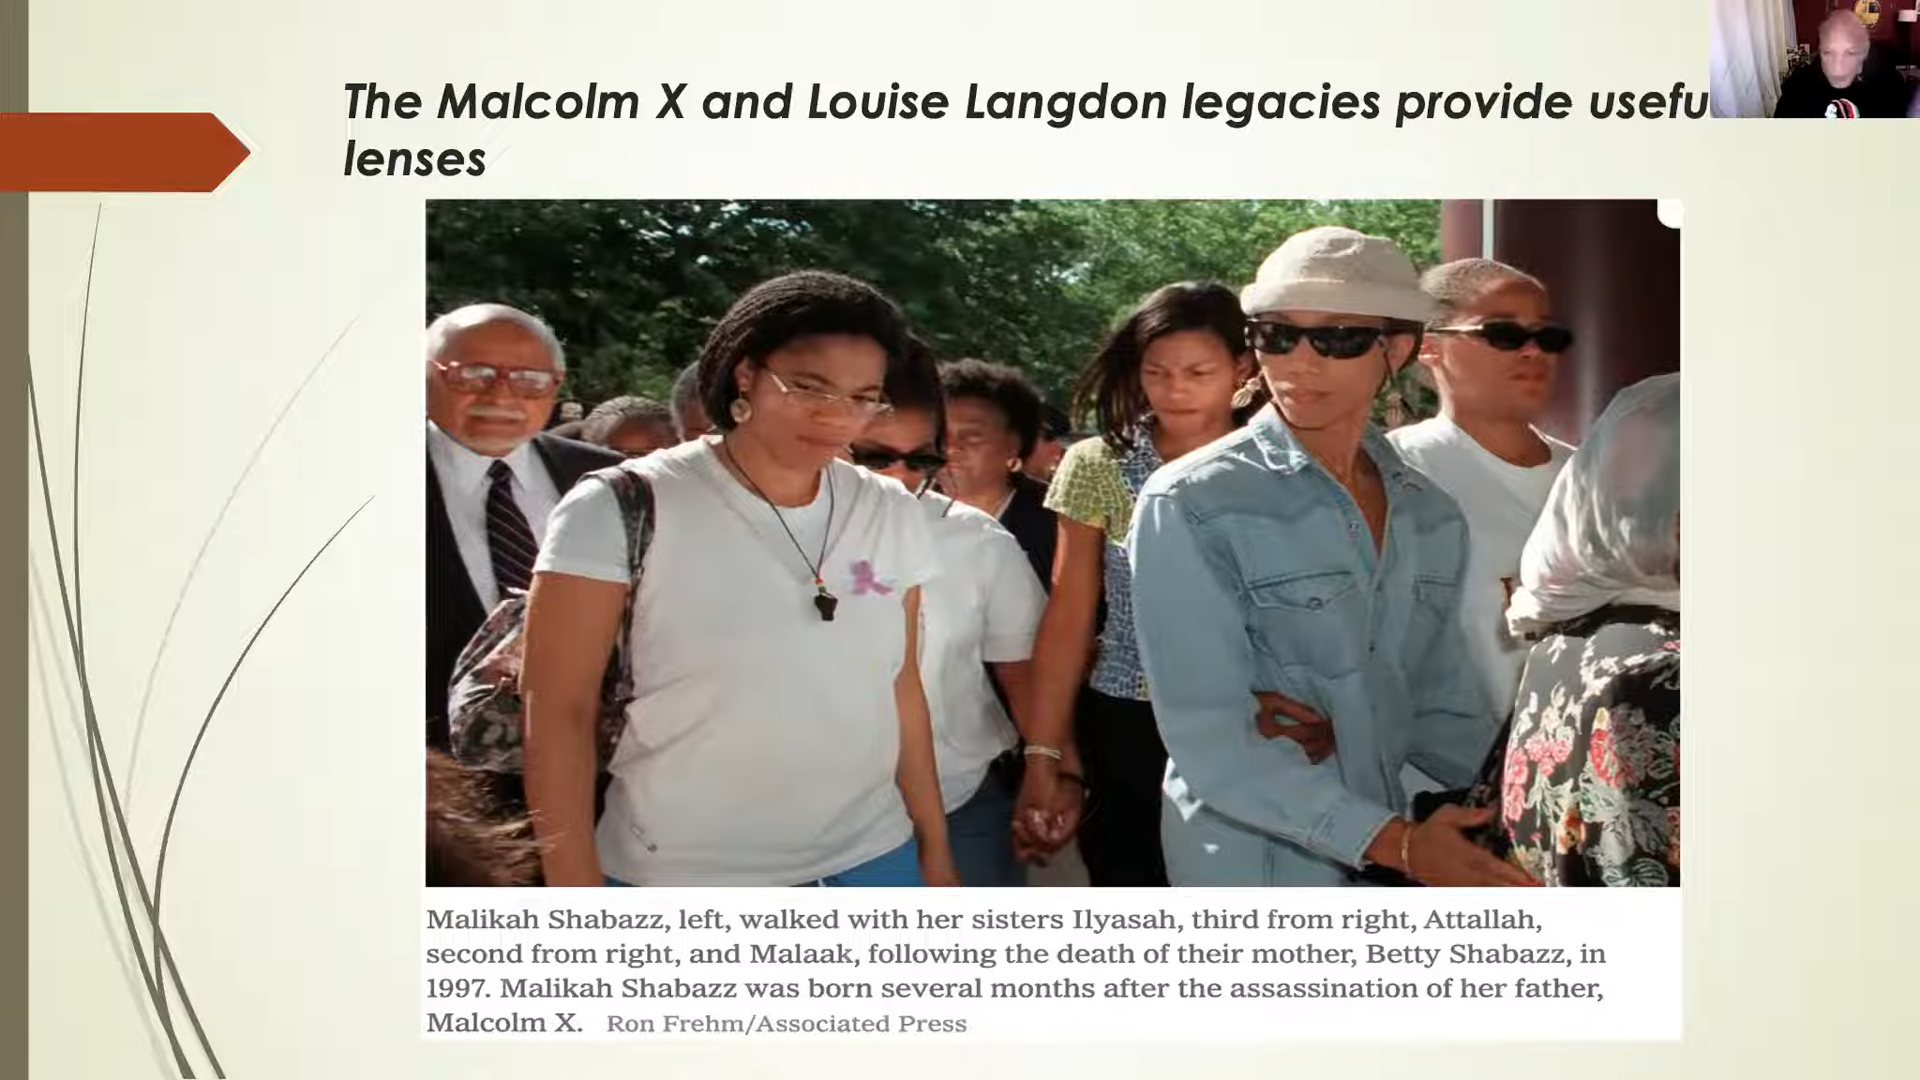 The Malcolm X and Louise Langdon legacies provide usefu
lenses
Malikah Shabazz, left, walked with her sisters Ilyasah, third from right, Attallah,
second from right, and Malaak, following the death of their mother, Betty Shabazz, in
1997. Malikah Shabazz was born several months after the assassination of her father,
Malcolm X. Ron Frehm/Associated Press